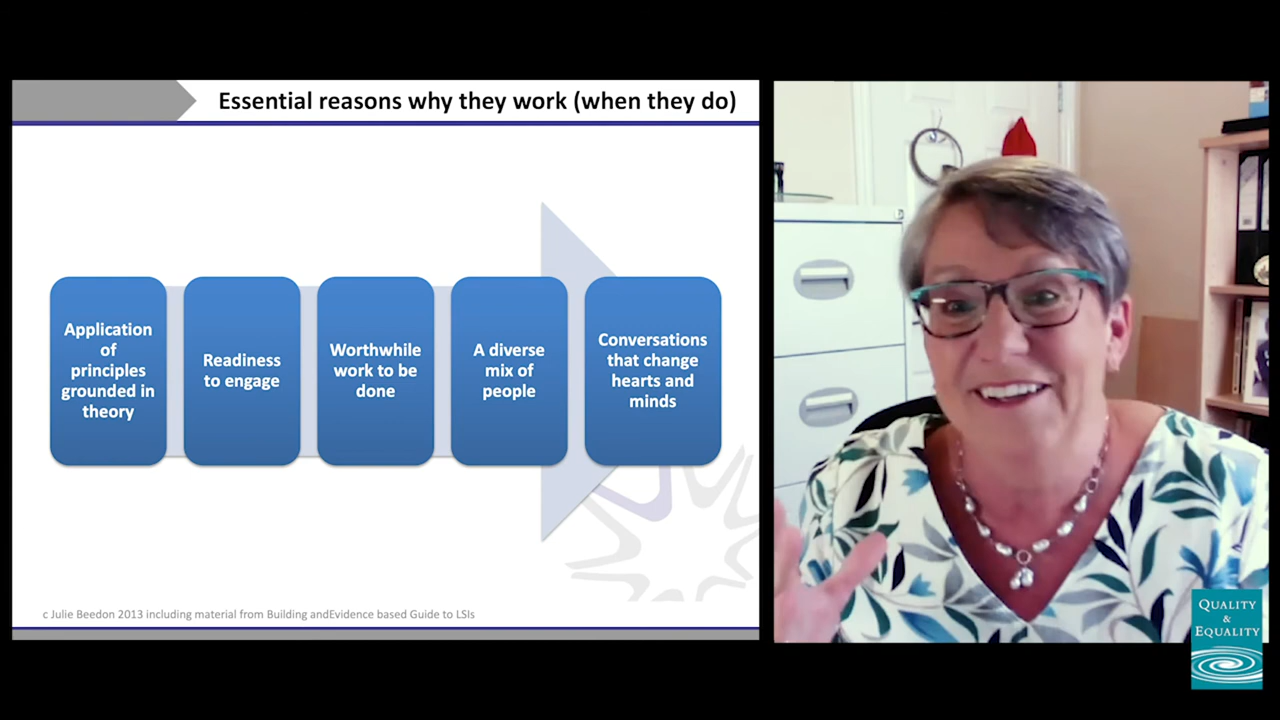 Essential reasons why they work (when they do)
Application
of
principles
grounded in
theory
Readiness
to engage
Worthwhile
work to be
done
A diverse
mix of
people
Conversations
that change
hearts and
minds
c Julie Beedon 2013 including material from Building andEvidence based Guide to LSIs
QUALITY
&
EQUALITY